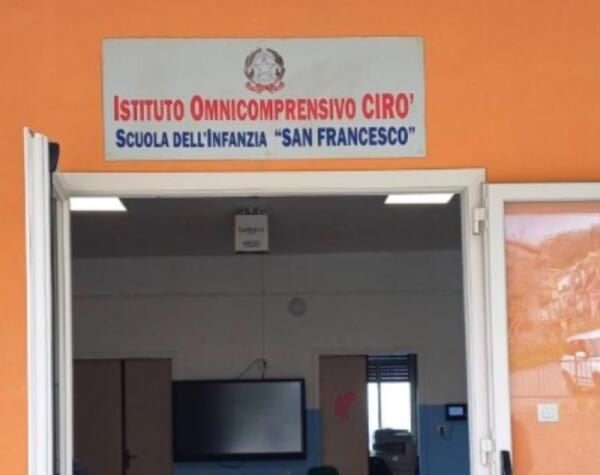 ISTITUTO OMNICOMPRENSIVO CIRO'
SCUOLA DELL'INFANZIA "SAN FRANCESCO"